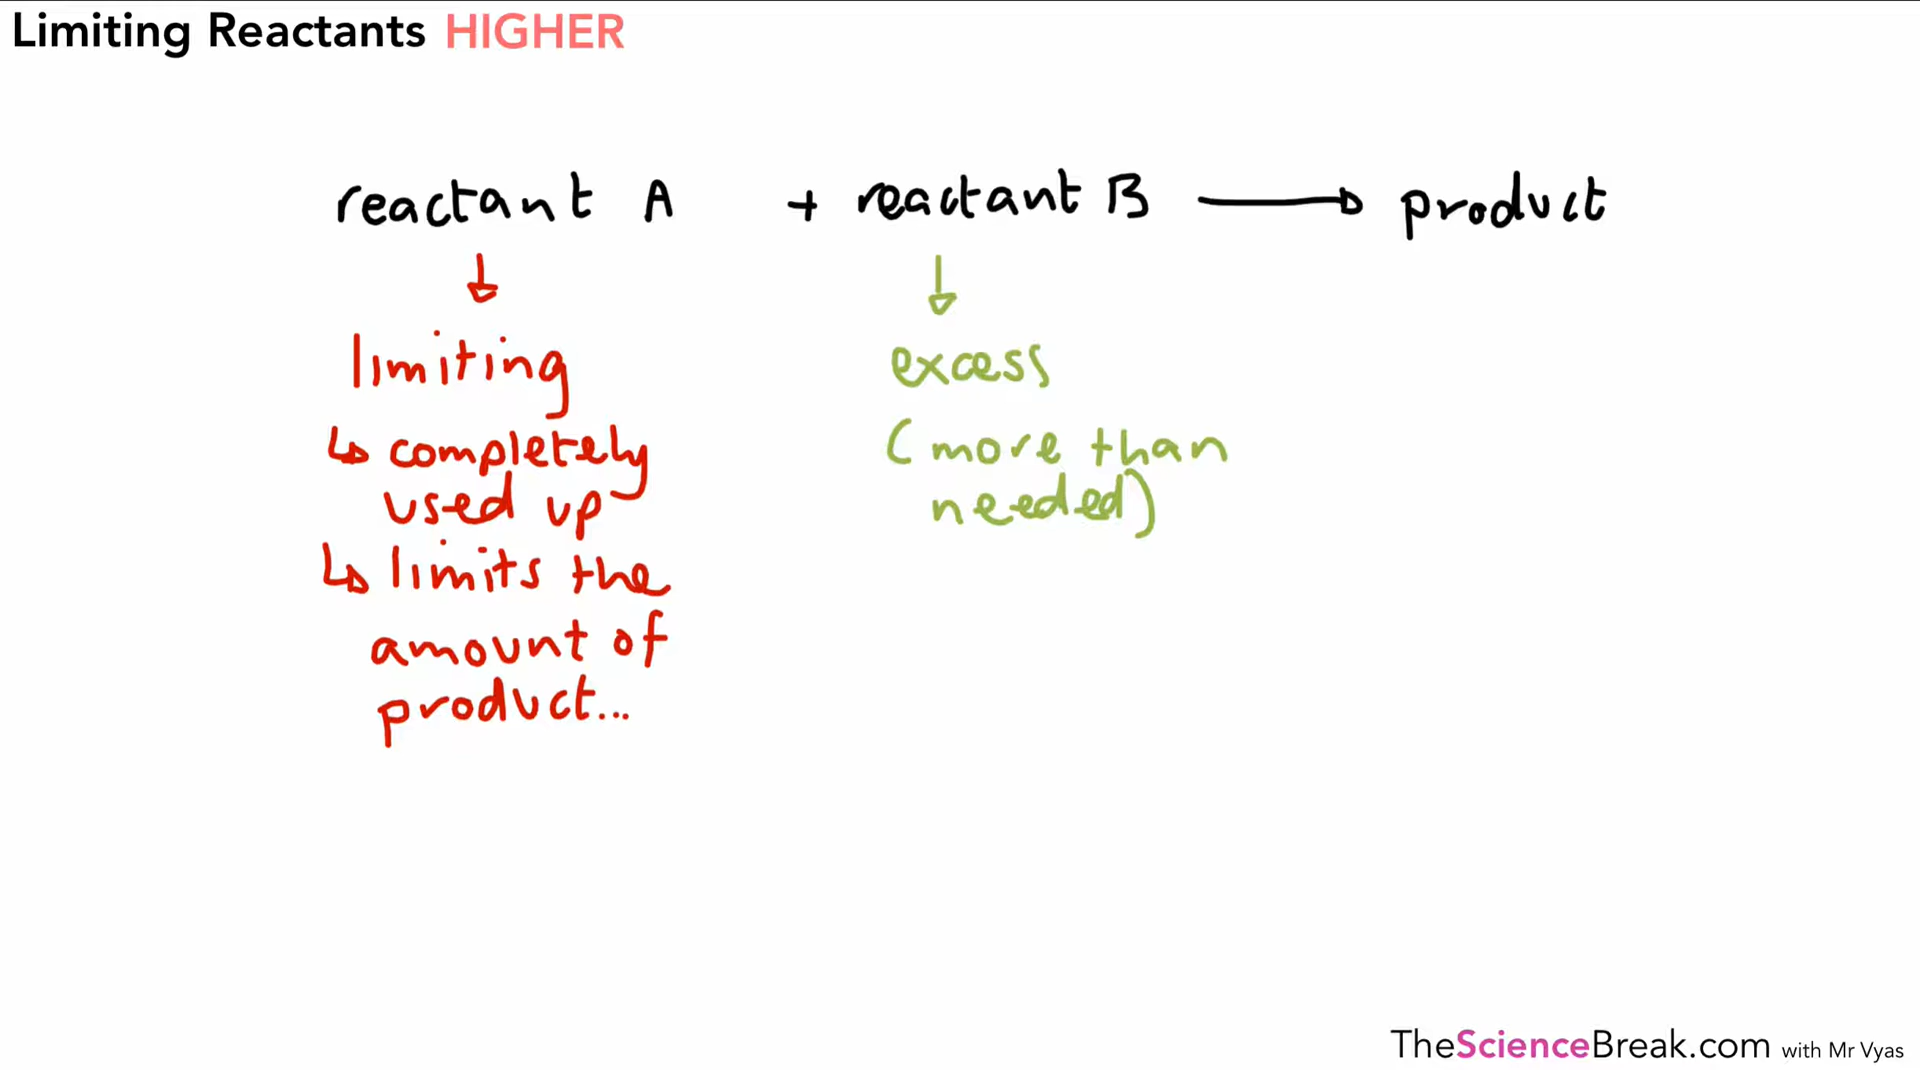 Limiting Reactants HIGHER
reactant A + reactant B → product
↓ ↓
limiting
↳ completely
used up
↳ limits the
amount of
product...
excess
(more than
needed)
TheScienceBreak.com with Mr Vyas